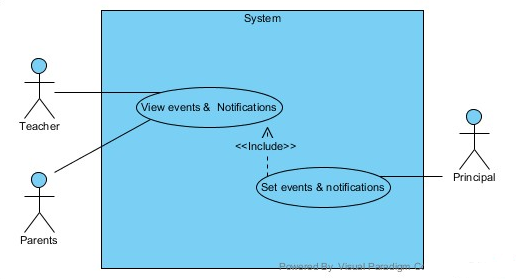 System
View events & Notifications
Teacher
<<Include>>
Set events & notifications
Principal
Parents
Powered By Visual Paradigm C